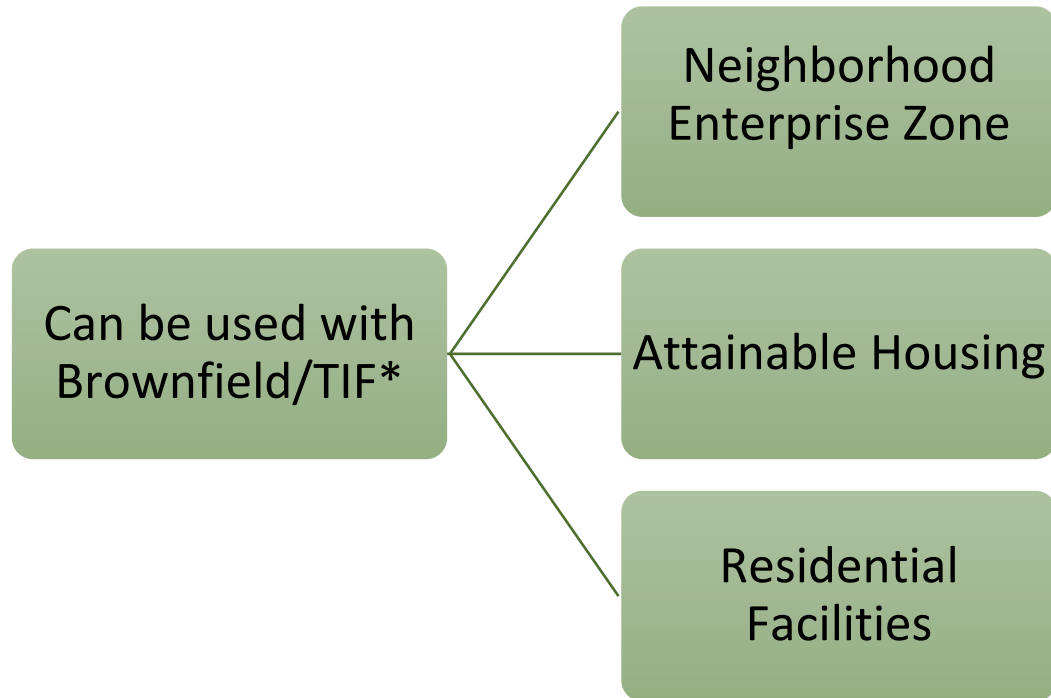 Neighborhood
Enterprise Zone
Can be used with
Brownfield/TIF*
Attainable Housing
Residential
Facilities